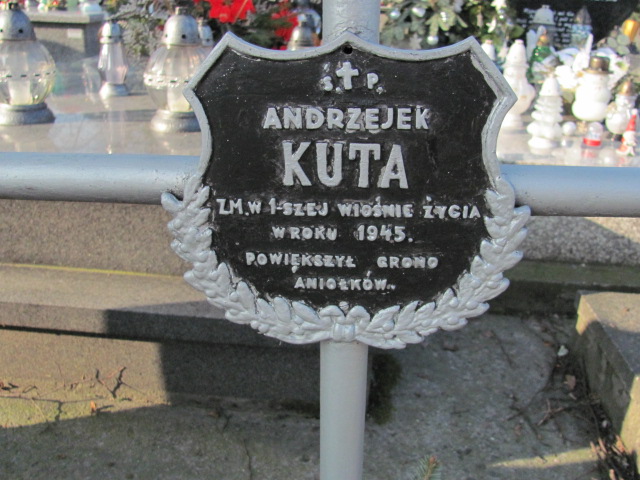 Ś P.
ANDRZEJEK
KUTA
ZM. W 1-SZEJ WIOŚNIE ŻYCIA
W ROKU 1945.
POWIĘKSZYŁ GRONO
ANIOŁKÓW.